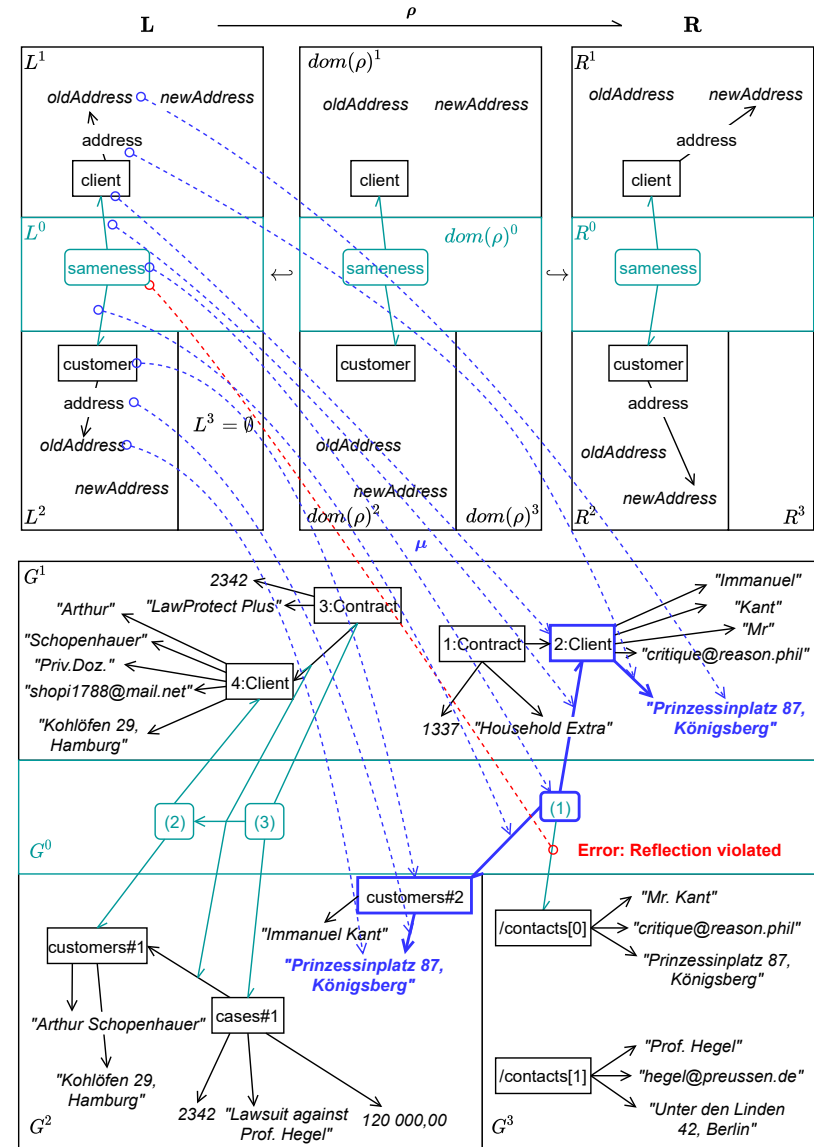 ρ
L
R
L¹
dom(ρ)¹
R¹
oldAddress
newAddress
oldAddress
newAddress
oldAddress
newAddress
address
address
client
client
client
L⁰
dom(ρ)⁰
R⁰
sameness
↩
sameness
↪
sameness
customer
customer
customer
address
address
L³ = ∅
oldAddress
oldAddress
oldAddress
newAddress
newAddress
newAddress
L²
dom(ρ)²
dom(ρ)³
R²
R³
μ
G¹
2342
"Immanuel"
"Arthur"
"LawProtect Plus"
3:Contract
"Kant"
"Mr"
"Schopenhauer"
1:Contract
2:Client
"critique@reason.phil"
"Priv.Doz."
4:Client
"shopi1788@mail.net"
"Prinzessinplatz 87,
Königsberg"
"Kohlöfen 29,
Hamburg"
1337
"Household Extra"
(2)
(3)
(1)
G⁰
Error: Reflection violated
customers#2
"Mr. Kant"
"Immanuel Kant"
/contacts[0]
"critique@reason.phil"
customers#1
"Prinzessinplatz 87,
Königsberg"
"Prinzessinplatz 87,
Königsberg"
cases#1
"Arthur Schopenhauer"
"Prof. Hegel"
/contacts[1]
"hegel@preussen.de"
"Kohlöfen 29,
Hamburg"
2342
"Lawsuit against
Prof. Hegel"
120 000,00
"Unter den Linden
42, Berlin"
G²
G³